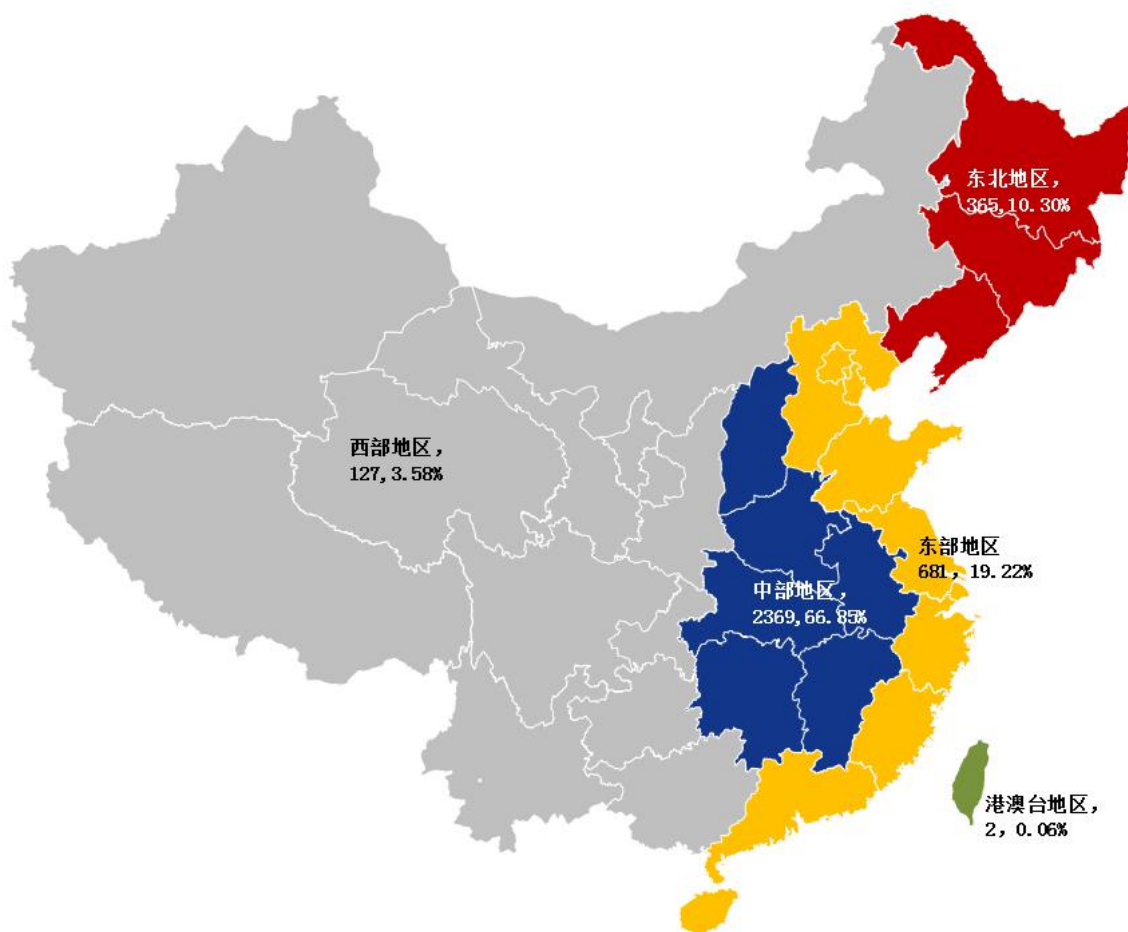 东北地区，
365,10.30%
西部地区，
127,3.58%
东部地区
681，19.22%
中部地区，
2369,66.85%
港澳台地区，
2，0.06%